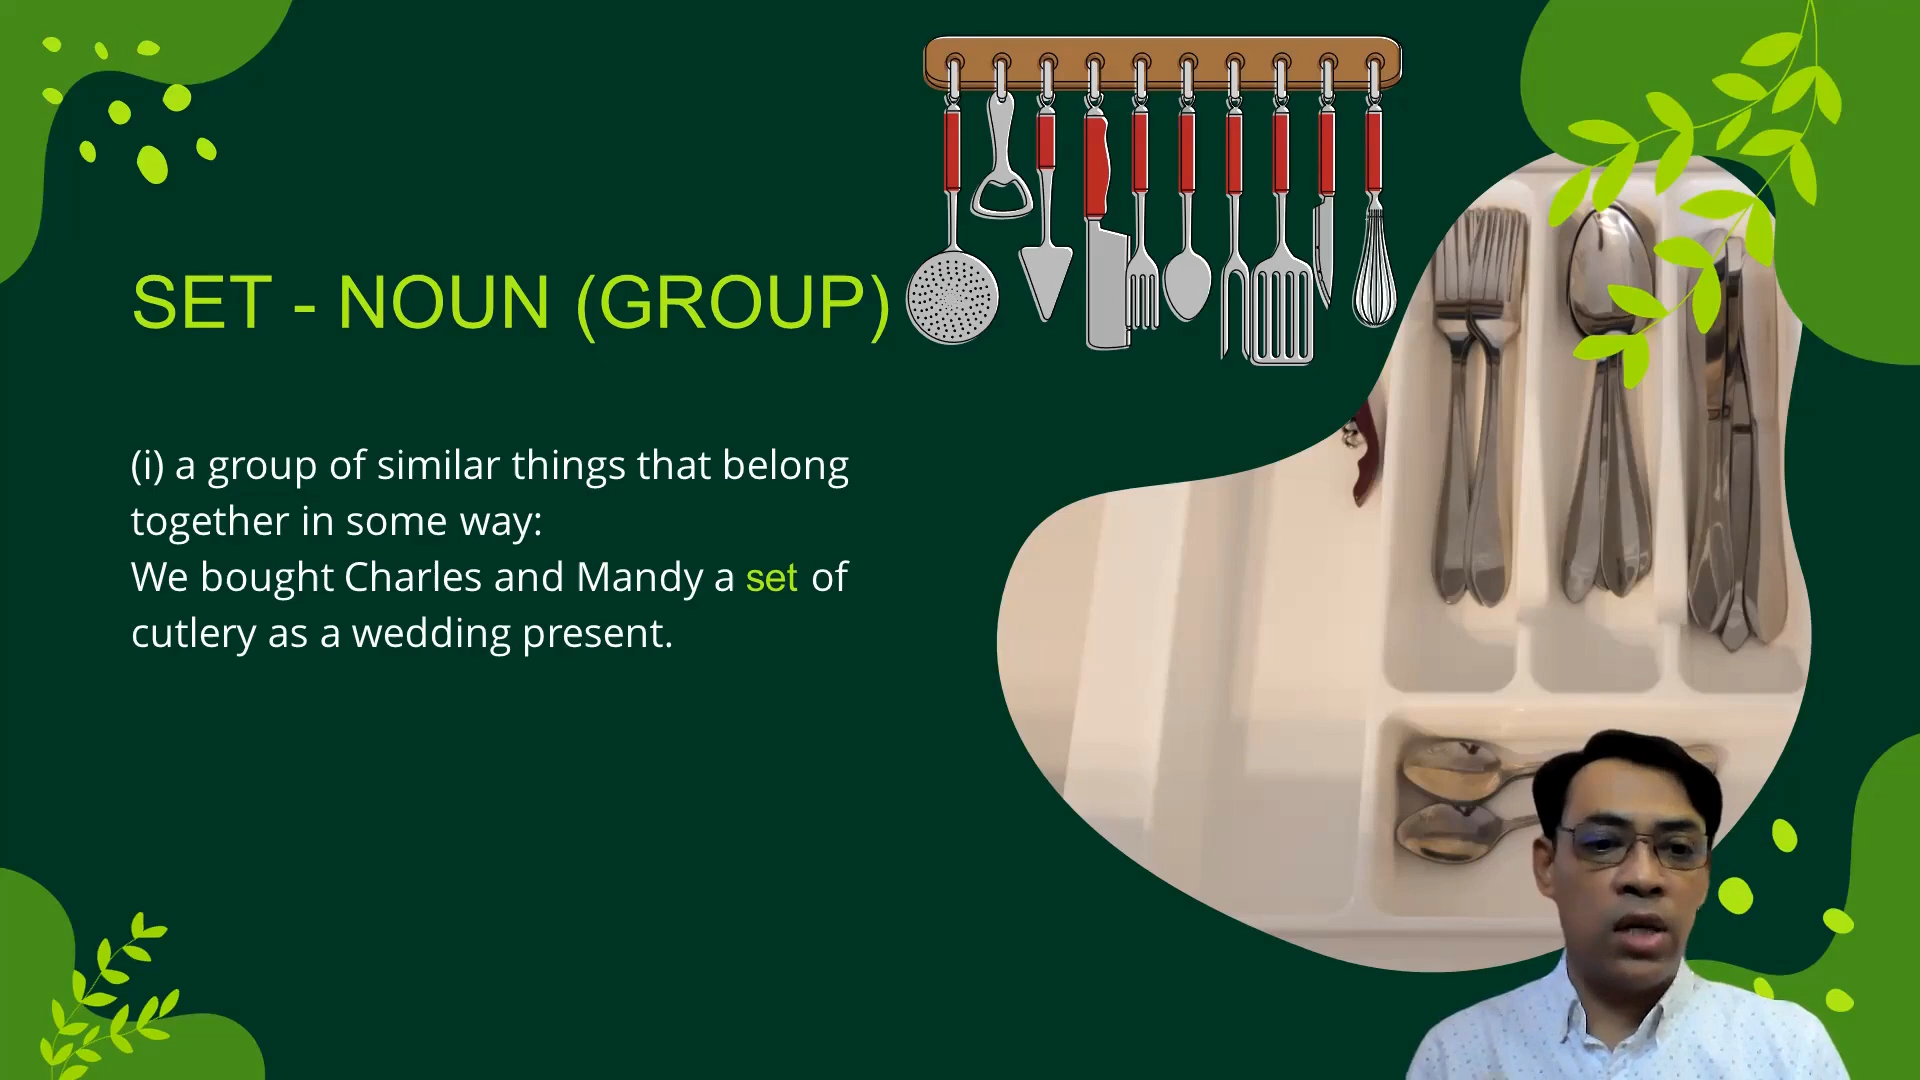 SET - NOUN (GROUP)
(i) a group of similar things that belong
together in some way:
We bought Charles and Mandy a set of
cutlery as a wedding present.